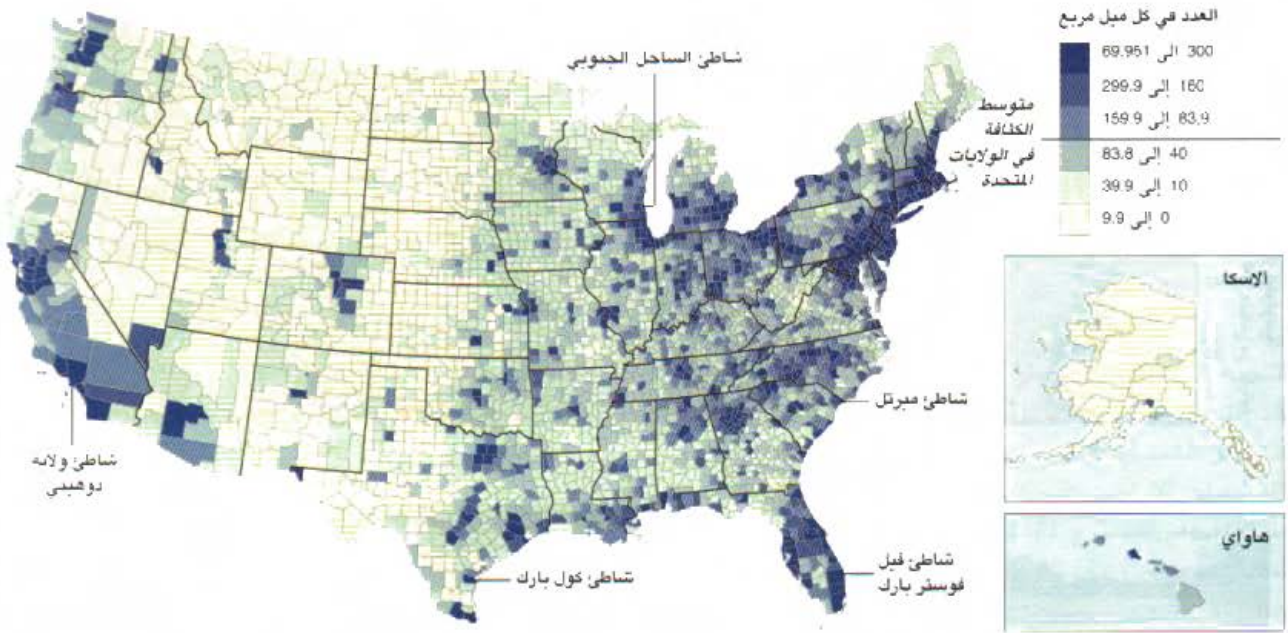 العدد في كل ميل مربع
300 الى 69.951
160 إلى 299.9
83.9 إلى 159.9
40 إلى 83.8
10 إلى 39.9
0 إلى 9.9
متوسط
الكثافة
في الولايات
المتحدة
شاطئ الساحل الجنوبي
شاطئ ميرتل
شاطئ ولاية
دوهيني
شاطئ كول بارك
شاطئ فيل
فوستر بارك
الاسكا
هاواي